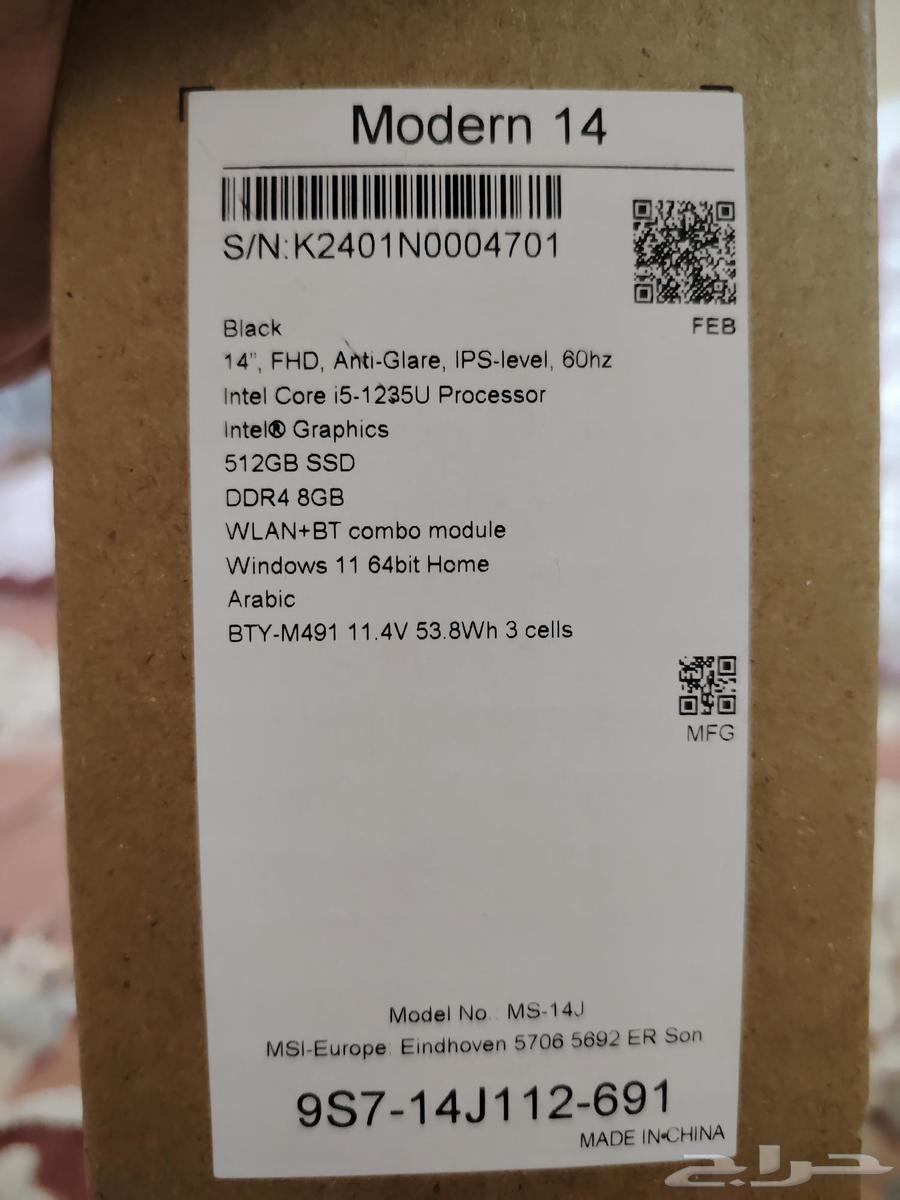 Modern 14
S/N:K2401N0004701
FEB
Black
14", FHD, Anti-Glare, IPS-level, 60hz
Intel Core i5-1235U Processor
Intel® Graphics
512GB SSD
DDR4 8GB
WLAN+BT combo module
Windows 11 64bit Home
Arabic
BTY-M491 11.4V 53.8Wh 3 cells
MFG
Model No.: MS-14J
MSI-Europe: Eindhoven 5706 5692 ER Son
9S7-14J112-691
MADE IN CHINA
حراج